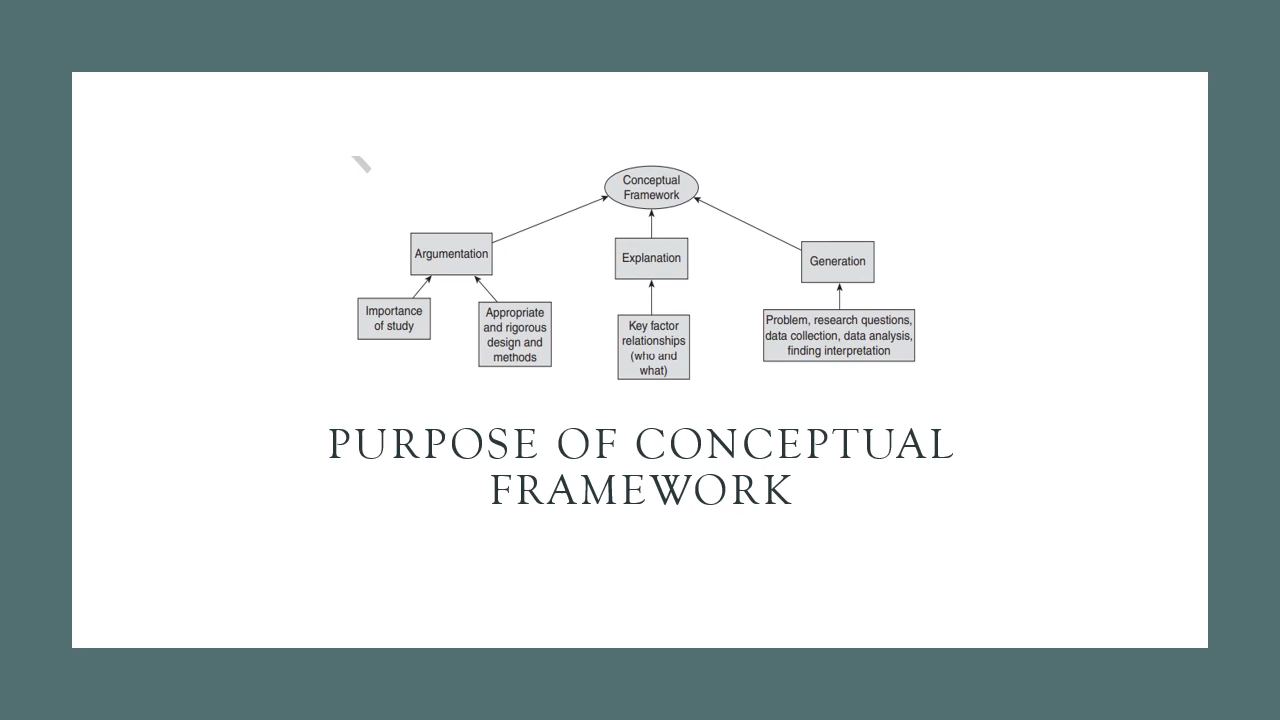 Conceptual
Framework
Argumentation
Explanation
Generation
Importance
of study
Appropriate
and rigorous
design and
methods
Key factor
relationships
(who and
what)
Problem, research questions,
data collection, data analysis,
finding interpretation
PURPOSE OF CONCEPTUAL
FRAMEWORK